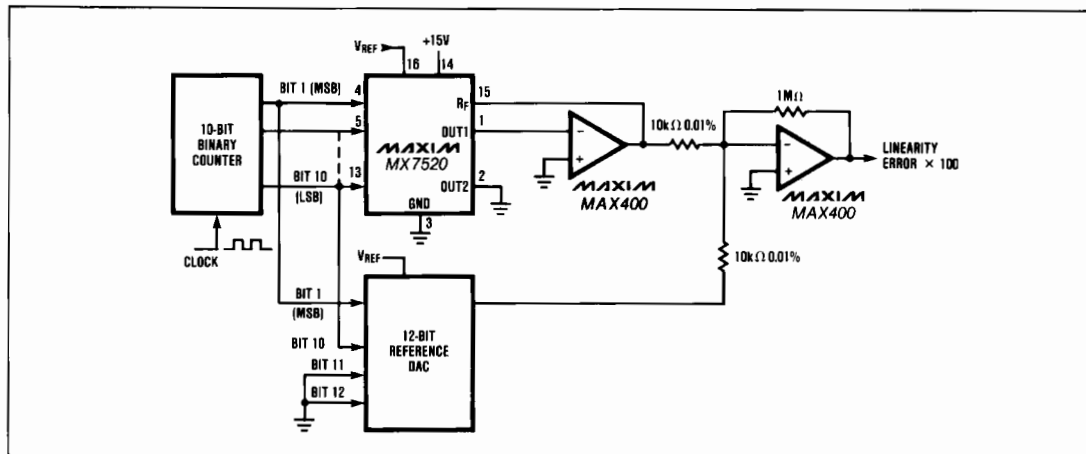 VREF
+15V
16
14
10-BIT
BINARY
COUNTER
BIT 1 (MSB)
4
5
BIT 10
(LSB)
13
CLOCK
MAXIM
MX7520
RF
15
OUT1
1
OUT2
2
GND
3
-
+
MAXIM
MAX400
10kΩ 0.01%
1MΩ
-
+
MAXIM
MAX400
LINEARITY
ERROR × 100
10kΩ 0.01%
VREF
BIT 1
(MSB)
BIT 10
BIT 11
BIT 12
12-BIT
REFERENCE
DAC